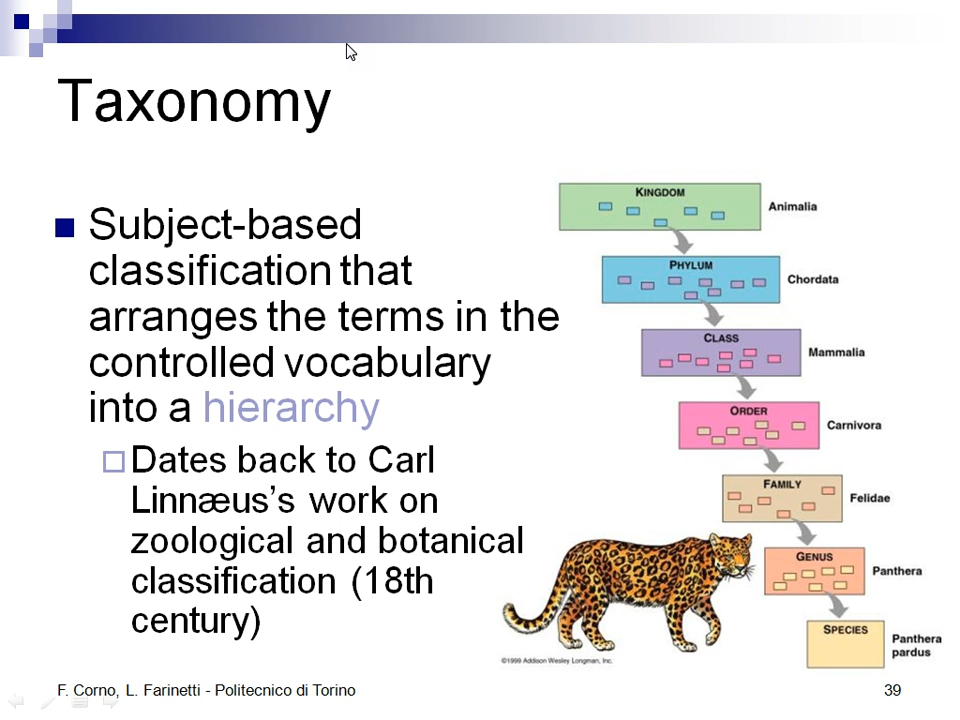 Taxonomy
Subject-based
classification that
arranges the terms in the
controlled vocabulary
into a hierarchy
Dates back to Carl
Linnæus’s work on
zoological and botanical
classification (18th
century)
KINGDOM
Animalia
PHYLUM
Chordata
CLASS
Mammalia
ORDER
Carnivora
FAMILY
Felidae
GENUS
Panthera
SPECIES
Panthera
pardus
©1999 Addison Wesley Longman, Inc.
F. Corno, L. Farinetti - Politecnico di Torino
39